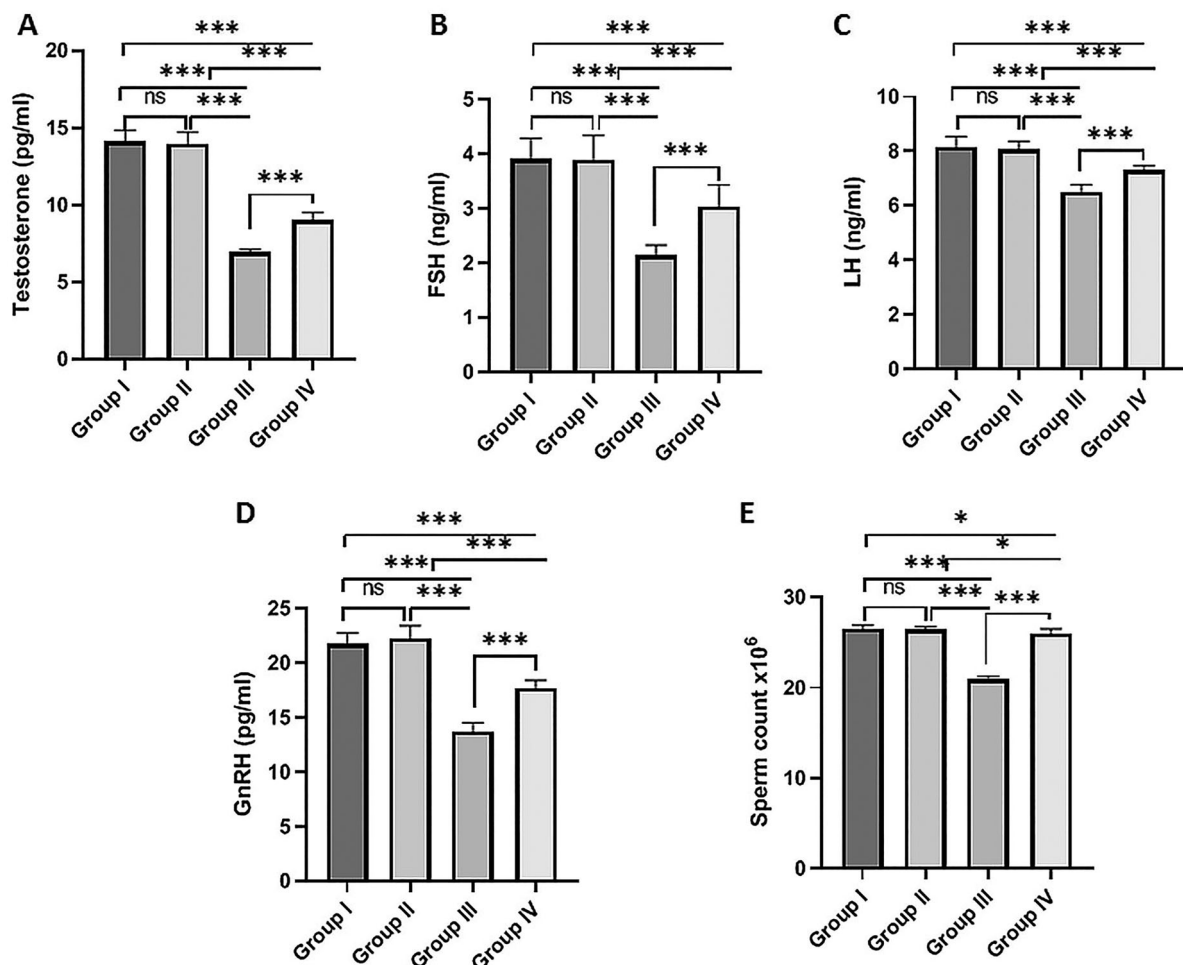 A
Testosterone (pg/ml)
20
15
10
5
0
***
***
***
ns
***
***
Group I
Group II
Group III
Group IV
B
FSH (ng/ml)
5
4
3
2
1
0
***
***
***
ns
***
***
Group I
Group II
Group III
Group IV
C
LH (ng/ml)
10
8
6
4
2
0
***
***
***
ns
***
***
Group I
Group II
Group III
Group IV
D
GnRH (pg/ml)
25
20
15
10
5
0
***
***
***
ns
***
***
Group I
Group II
Group III
Group IV
E
Sperm count x10⁶
30
20
10
0
*
*
***
ns
***
***
Group I
Group II
Group III
Group IV